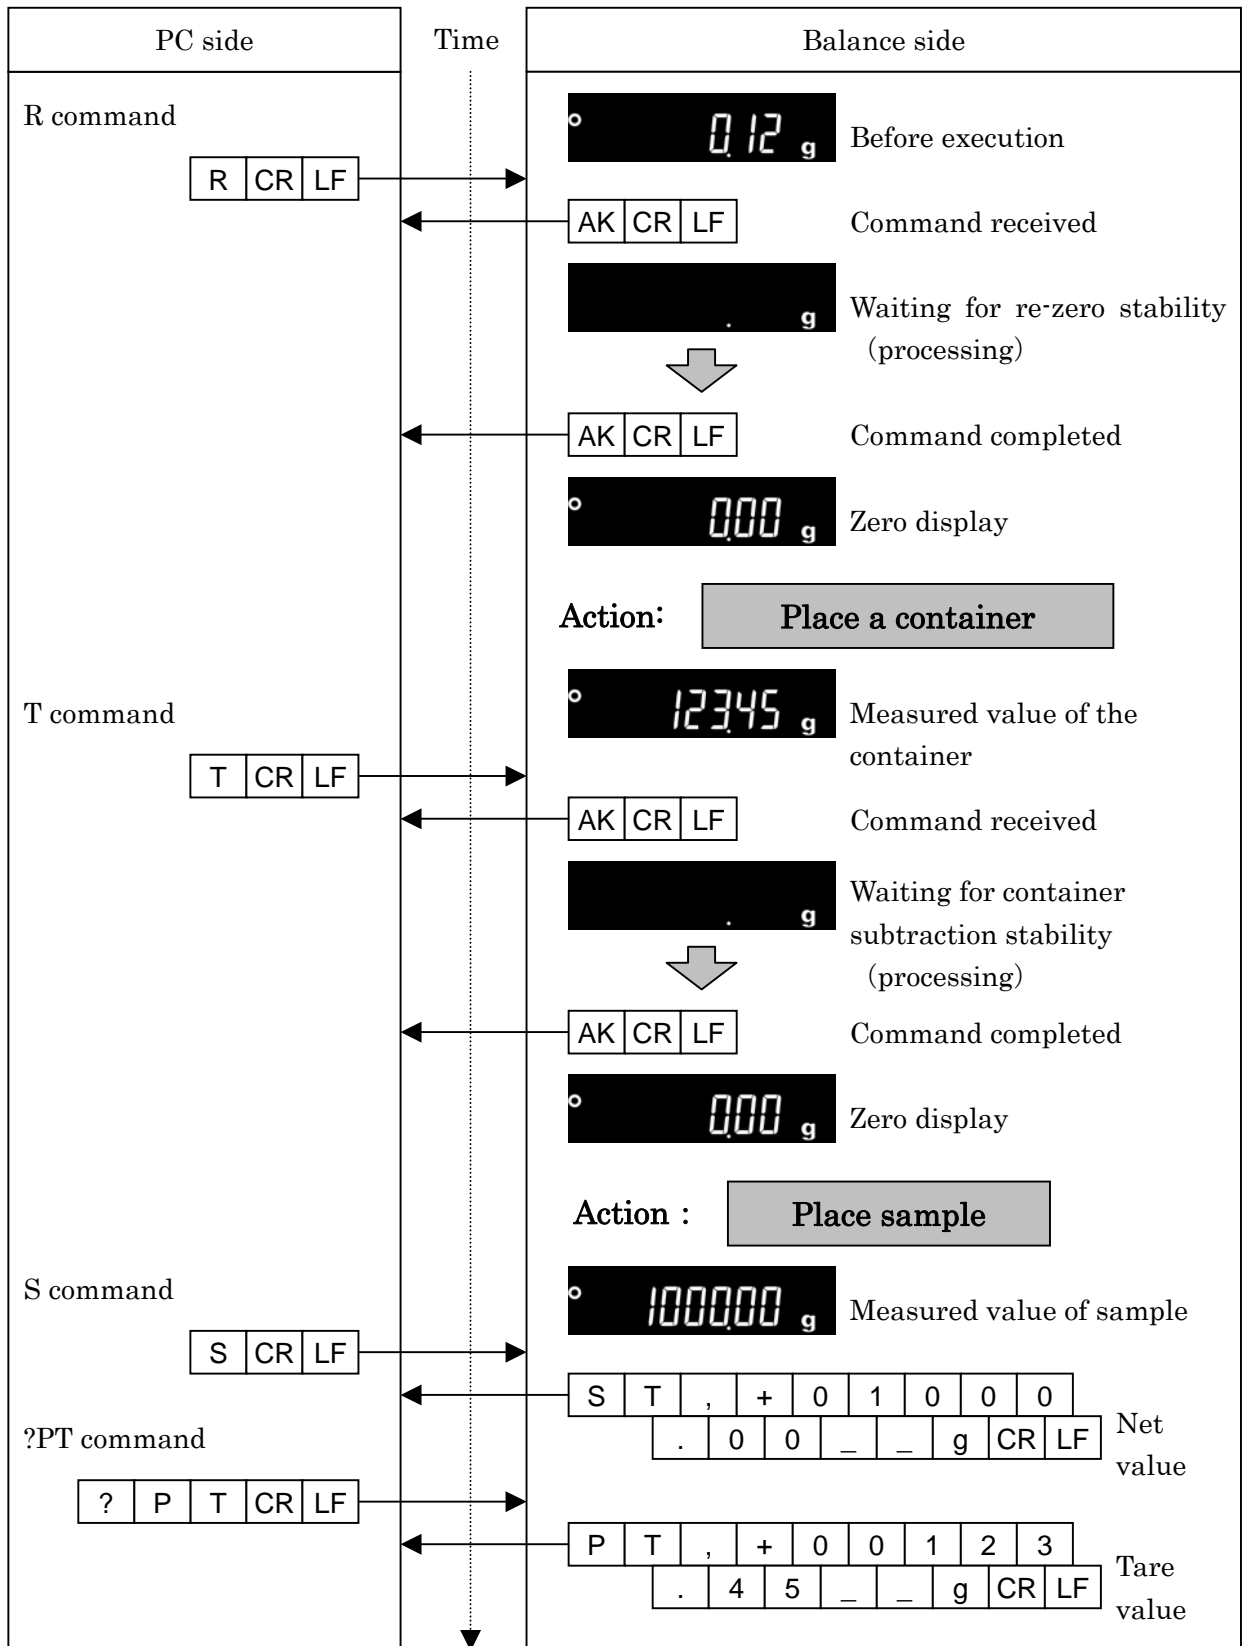 PC side Time Balance side
R command
0.12 g Before execution
R CR LF
AK CR LF Command received
. g Waiting for re-zero stability
(processing)
AK CR LF Command completed
0.00 g Zero display
Action: Place a container
T command
123.45 g Measured value of the
container
T CR LF
AK CR LF Command received
. g Waiting for container
subtraction stability
(processing)
AK CR LF Command completed
0.00 g Zero display
Action : Place sample
S command
1000.00 g Measured value of sample
S CR LF
S T , + 0 1 0 0 0
. 0 0 _ _ g CR LF Net
value
?PT command
? P T CR LF
P T , + 0 0 1 2 3
. 4 5 _ _ g CR LF Tare
value